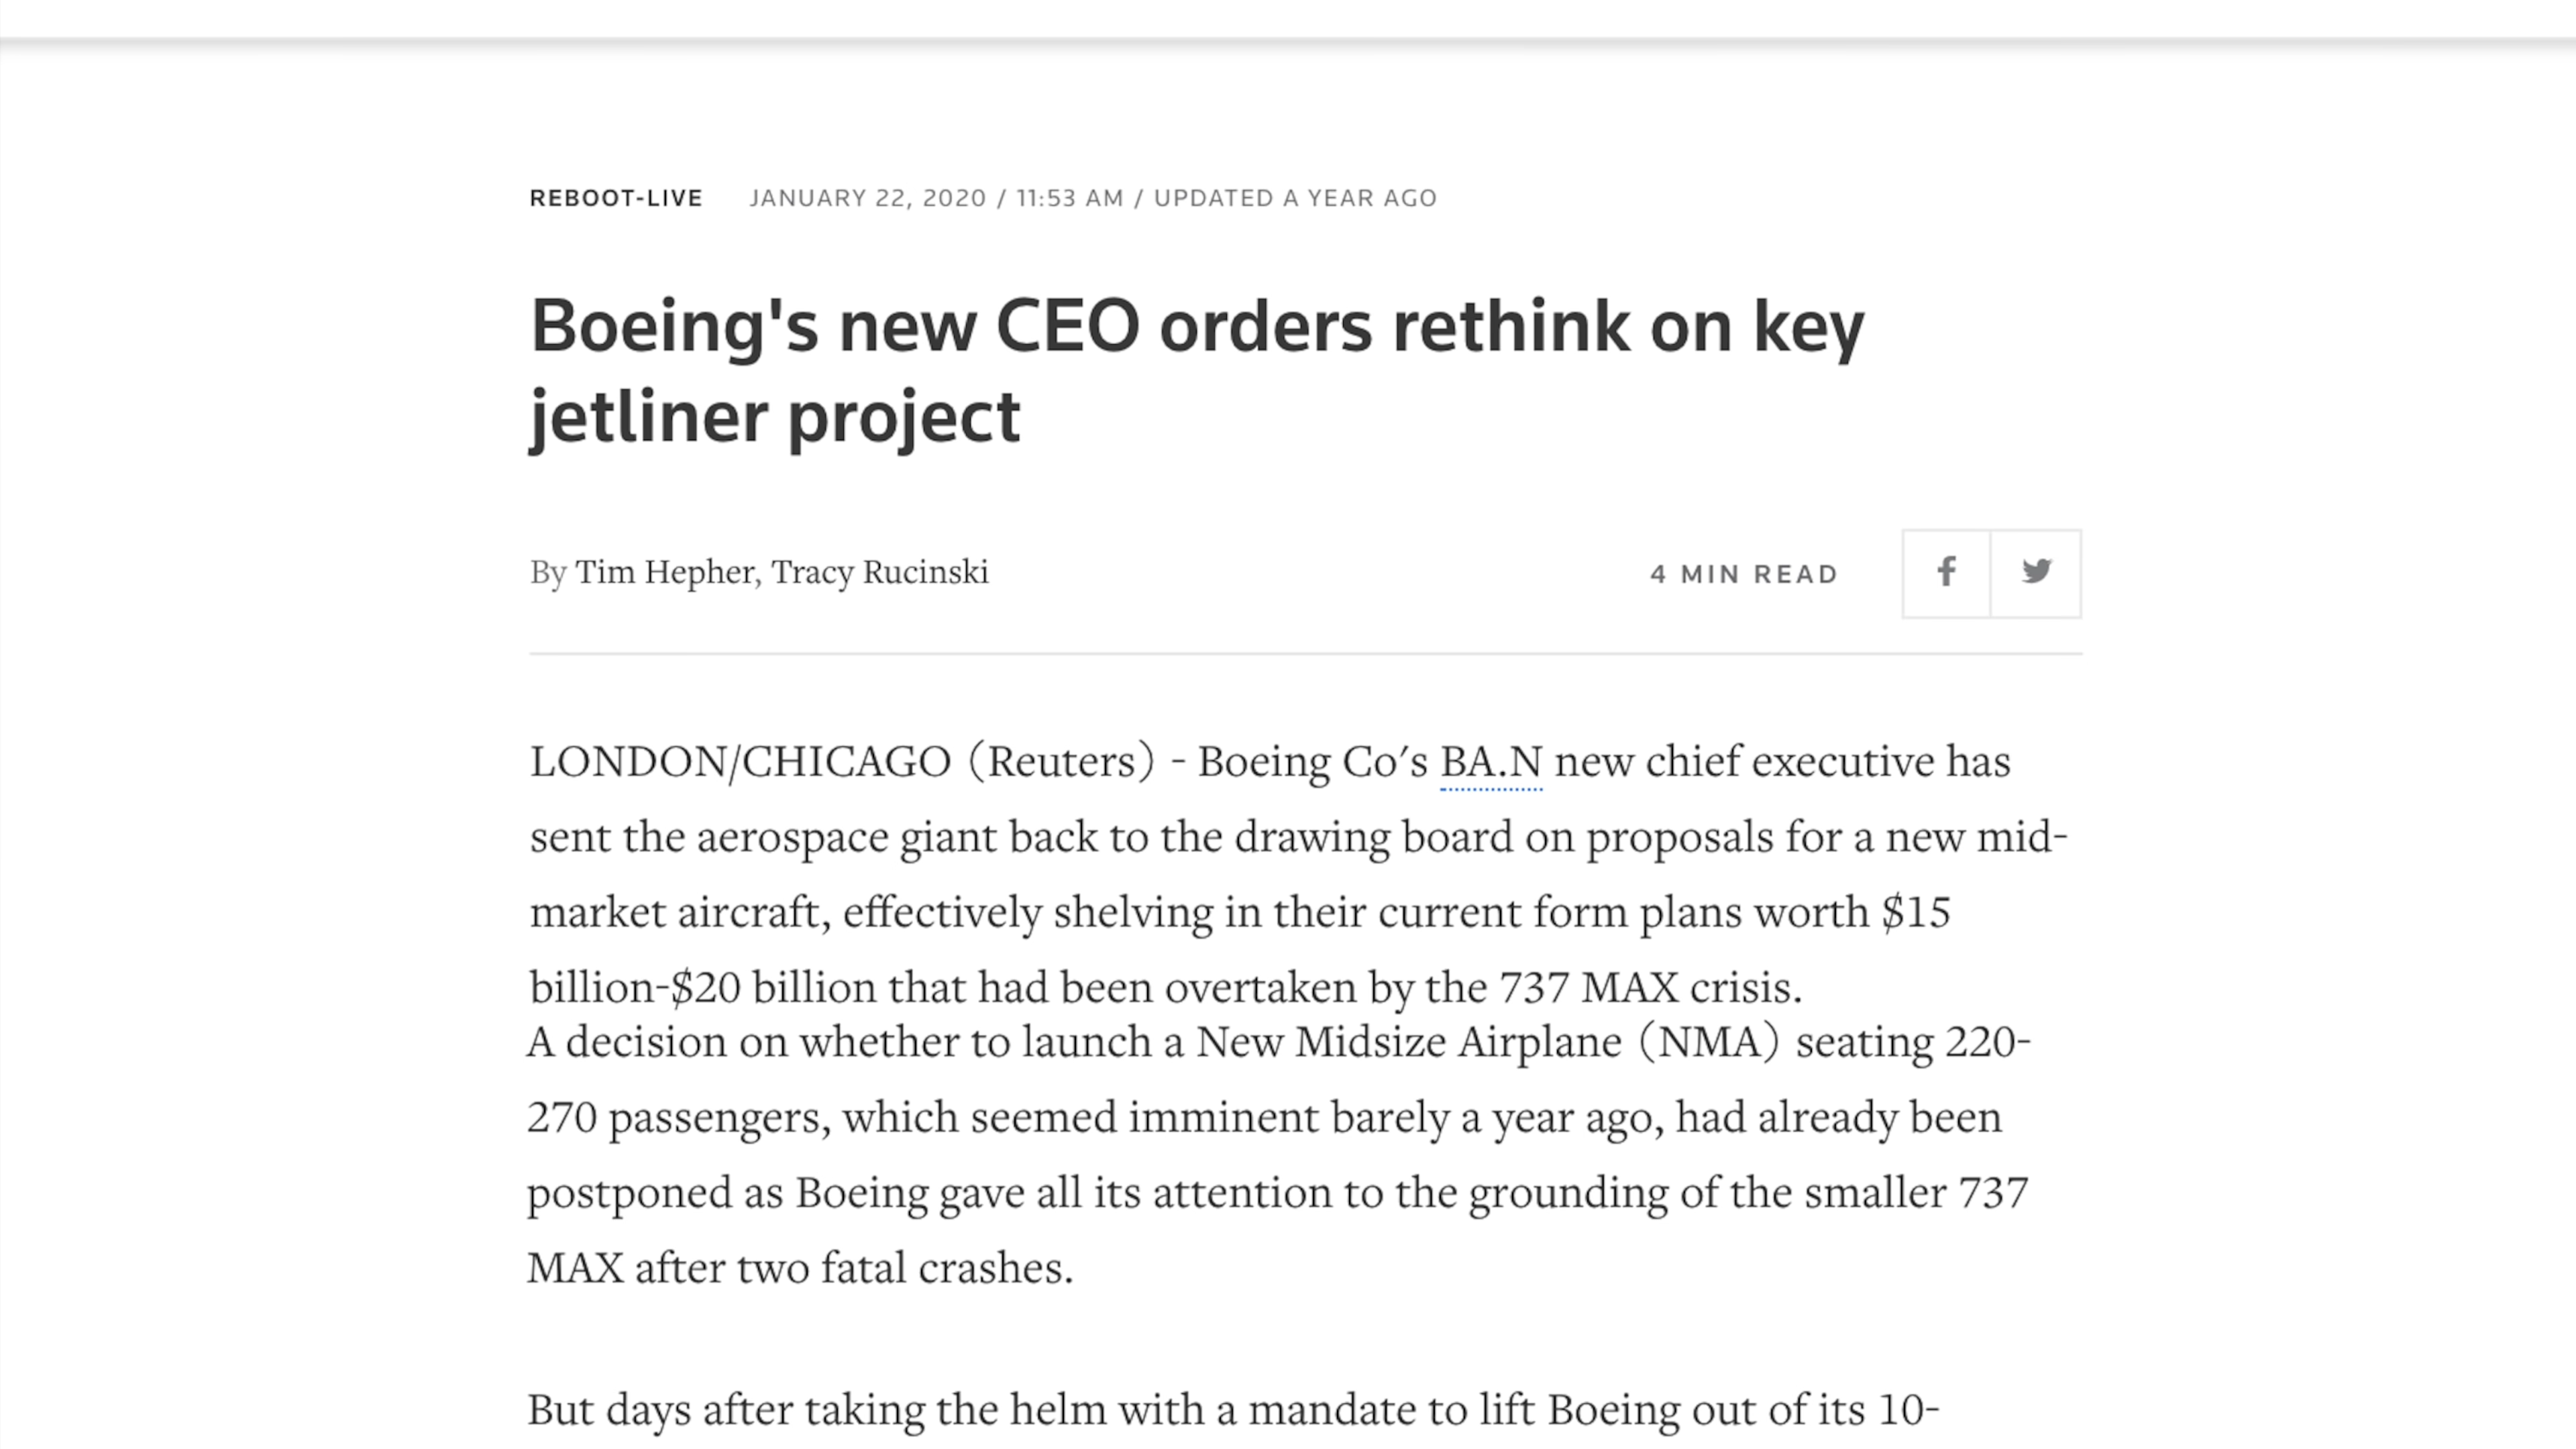 REBOOT-LIVE JANUARY 22, 2020 / 11:53 AM / UPDATED A YEAR AGO
Boeing's new CEO orders rethink on key
jetliner project
By Tim Hepher, Tracy Rucinski 4 MIN READ
LONDON/CHICAGO (Reuters) - Boeing Co's BA.N new chief executive has
sent the aerospace giant back to the drawing board on proposals for a new mid-
market aircraft, effectively shelving in their current form plans worth $15
billion-$20 billion that had been overtaken by the 737 MAX crisis.
A decision on whether to launch a New Midsize Airplane (NMA) seating 220-
270 passengers, which seemed imminent barely a year ago, had already been
postponed as Boeing gave all its attention to the grounding of the smaller 737
MAX after two fatal crashes.
But days after taking the helm with a mandate to lift Boeing out of its 10-